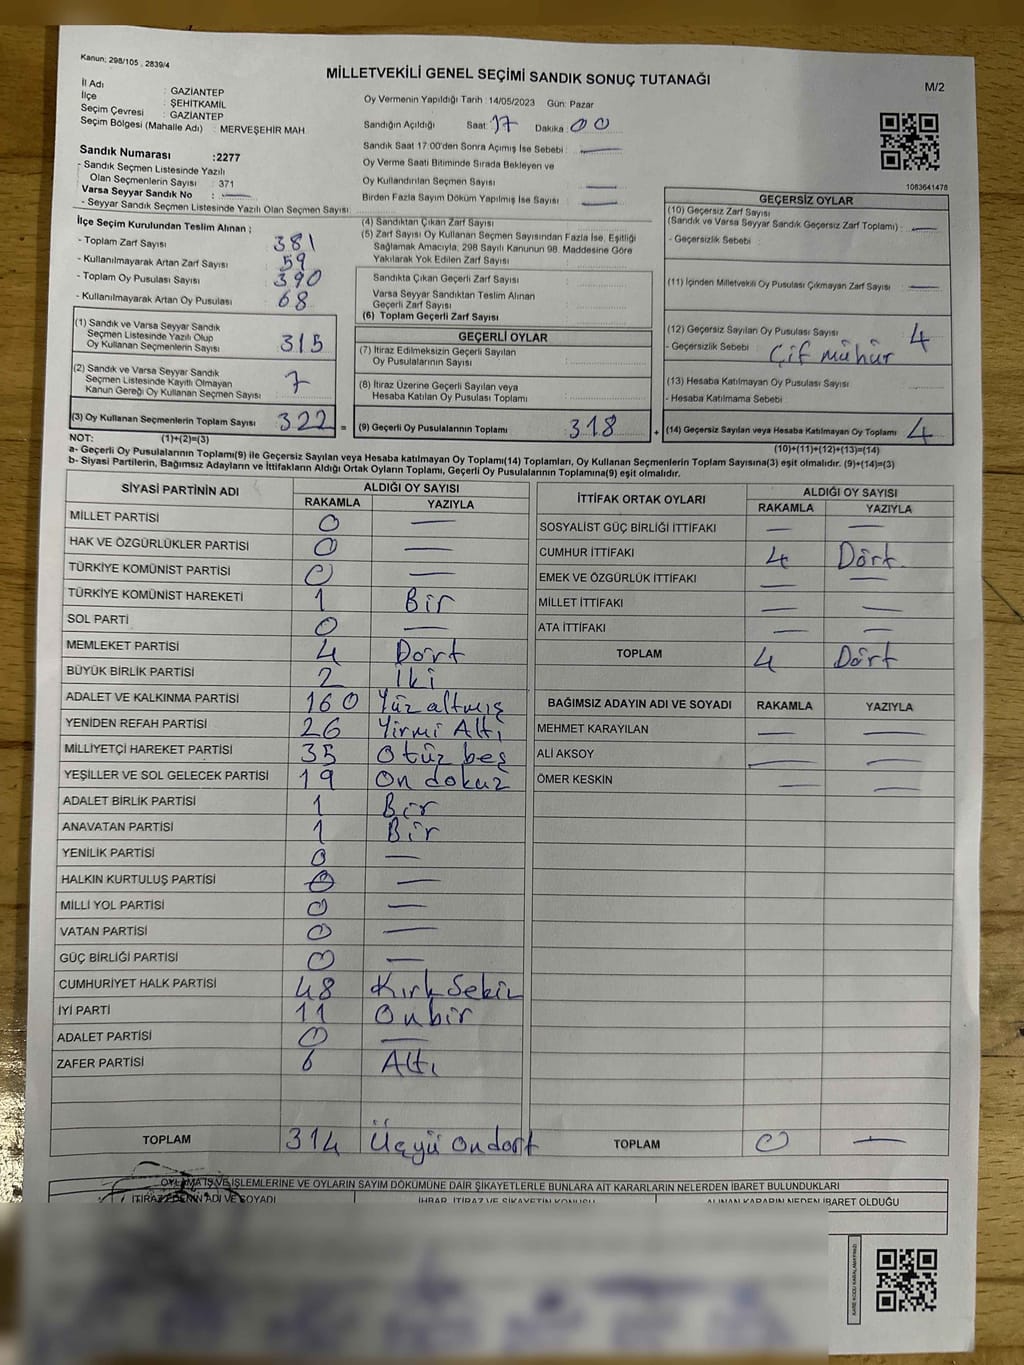 Kanun; 298/105 , 2839/4
MİLLETVEKİLİ GENEL SEÇİMİ SANDIK SONUÇ TUTANAĞI
M/2
İl Adı : GAZİANTEP
İlçe : ŞEHİTKAMİL
Seçim Çevresi : GAZİANTEP
Seçim Bölgesi (Mahalle Adı) : MERVEŞEHİR MAH.
Oy Vermenin Yapıldığı Tarih :14/05/2023 Gün: Pazar
Sandığın Açıldığı Saat: 17 Dakika: 00
Sandık Saat 17:00'den Sonra Açımış İse Sebebi : —
Oy Verme Saati Bitiminde Sırada Bekleyen ve
Oy Kullandırılan Seçmen Sayısı —
Birden Fazla Sayım Döküm Yapılmış İse Sayısı : —
1083641478
Sandık Numarası :2277
- Sandık Seçmen Listesinde Yazılı
Olan Seçmenlerin Sayısı : 371
Varsa Seyyar Sandık No : —
- Seyyar Sandık Seçmen Listesinde Yazılı Olan Seçmen Sayısı:
İlçe Seçim Kurulundan Teslim Alınan ;
- Toplam Zarf Sayısı : 381
- Kullanılmayarak Artan Zarf Sayısı : 59
- Toplam Oy Pusulası Sayısı : 390
- Kullanılmayarak Artan Oy Pusulası : 68
(1) Sandık ve Varsa Seyyar Sandık
Seçmen Listesinde Yazılı Olup
Oy Kullanan Seçmenlerin Sayısı : 315
(2) Sandık ve Varsa Seyyar Sandık
Seçmen Listesinde Kayıtlı Olmayan
Kanun Gereği Oy Kullanan Seçmen Sayısı : 7
(3) Oy Kullanan Seçmenlerin Toplam Sayısı : 322 =
(4) Sandıktan Çıkan Zarf Sayısı :
(5) Zarf Sayısı Oy Kullanan Seçmen Sayısından Fazla İse, Eşitliği
Sağlamak Amacıyla, 298 Sayılı Kanunun 98. Maddesine Göre
Yakılarak Yok Edilen Zarf Sayısı :
Sandıkta Çıkan Geçerli Zarf Sayısı :
Varsa Seyyar Sandıktan Teslim Alınan
Geçerli Zarf Sayısı :
(6) Toplam Geçerli Zarf Sayısı :
GEÇERLİ OYLAR
(7) İtiraz Edilmeksizin Geçerli Sayılan
Oy Pusulalarının Sayısı :
(8) İtiraz Üzerine Geçerli Sayılan veya
Hesaba Katılan Oy Pusulası Toplamı :
(9) Geçerli Oy Pusulalarının Toplamı : 318 +
GEÇERSİZ OYLAR
(10) Geçersiz Zarf Sayısı
(Sandık ve Varsa Seyyar Sandık Geçersiz Zarf Toplamı) : —
- Geçersizlik Sebebi :
(11) İçinden Milletvekili Oy Pusulası Çıkmayan Zarf Sayısı : —
(12) Geçersiz Sayılan Oy Pusulası Sayısı : 4
- Geçersizlik Sebebi : Çif mühür
(13) Hesaba Katılmayan Oy Pusulası Sayısı :
- Hesaba Katılmama Sebebi :
(14) Geçersiz Sayılan veya Hesaba Katılmayan Oy Toplamı : 4
NOT: (1)+(2)=(3)
(10)+(11)+(12)+(13)=(14)
a- Geçerli Oy Pusulalarının Toplamı(9) ile Geçersiz Sayılan veya Hesaba katılmayan Oy Toplamı(14) Toplamları, Oy Kullanan Seçmenlerin Toplam Sayısına(3) eşit olmalıdır. (9)+(14)=(3)
b- Siyasi Partilerin, Bağımsız Adayların ve İttifakların Aldığı Ortak Oyların Toplamı, Geçerli Oy Pusulalarının Toplamına(9) eşit olmalıdır.
SİYASİ PARTİNİN ADI ALDIĞI OY SAYISI
RAKAMLA YAZIYLA
MİLLET PARTİSİ 0 —
HAK VE ÖZGÜRLÜKLER PARTİSİ 0 —
TÜRKİYE KOMÜNİST PARTİSİ 0 —
TÜRKİYE KOMÜNİST HAREKETİ 1 Bir
SOL PARTİ 0 —
MEMLEKET PARTİSİ 4 Dört
BÜYÜK BİRLİK PARTİSİ 2 İki
ADALET VE KALKINMA PARTİSİ 160 Yüz altmış
YENİDEN REFAH PARTİSİ 26 Yirmi Altı
MİLLİYETÇİ HAREKET PARTİSİ 35 Otüz beş
YEŞİLLER VE SOL GELECEK PARTİSİ 19 On dokuz
ADALET BİRLİK PARTİSİ 1 Bir
ANAVATAN PARTİSİ 1 Bir
YENİLİK PARTİSİ 0 —
HALKIN KURTULUŞ PARTİSİ 0 —
MİLLİ YOL PARTİSİ 0 —
VATAN PARTİSİ 0 —
GÜÇ BİRLİĞİ PARTİSİ 0 —
CUMHURİYET HALK PARTİSİ 48 Kırk Sekiz
İYİ PARTİ 11 Onbir
ADALET PARTİSİ 0 —
ZAFER PARTİSİ 6 Altı
TOPLAM 314 Üçyü ondört
İTTİFAK ORTAK OYLARI ALDIĞI OY SAYISI
RAKAMLA YAZIYLA
SOSYALİST GÜÇ BİRLİĞİ İTTİFAKI — —
CUMHUR İTTİFAKI 4 Dört
EMEK VE ÖZGÜRLÜK İTTİFAKI — —
MİLLET İTTİFAKI — —
ATA İTTİFAKI — —
TOPLAM 4 Dört
BAĞIMSIZ ADAYIN ADI VE SOYADI RAKAMLA YAZIYLA
MEHMET KARAYILAN — —
ALİ AKSOY — —
ÖMER KESKİN — —
TOPLAM 0 —
OYLAMA İŞ VE İŞLEMLERİNE VE OYLARIN SAYIM DÖKÜMÜNE DAİR ŞİKAYETLERLE BUNLARA AİT KARARLARIN NELERDEN İBARET BULUNDUKLARI
İTİRAZ EDENİN ADI VE SOYADI İHBAR, İTİRAZ VE ŞİKAYETİN KONUSU ALINAN KARARIN NEDEN İBARET OLDUĞU